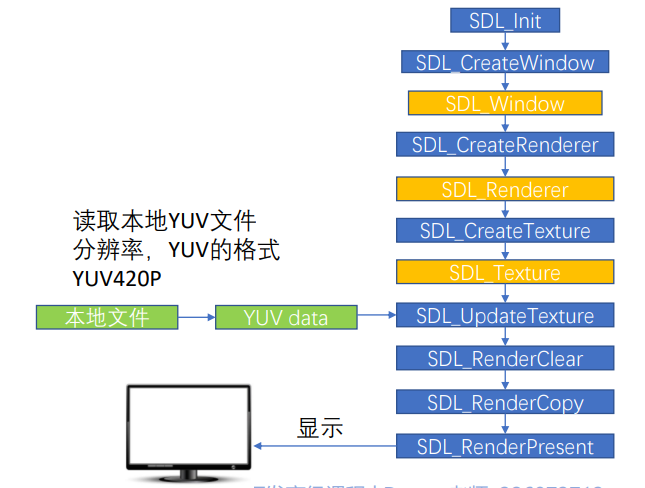 SDL_Init
SDL_CreateWindow
SDL_Window
SDL_CreateRenderer
SDL_Renderer
SDL_CreateTexture
SDL_Texture
读取本地YUV文件
分辨率，YUV的格式
YUV420P
本地文件
YUV data
SDL_UpdateTexture
SDL_RenderClear
SDL_RenderCopy
显示
SDL_RenderPresent